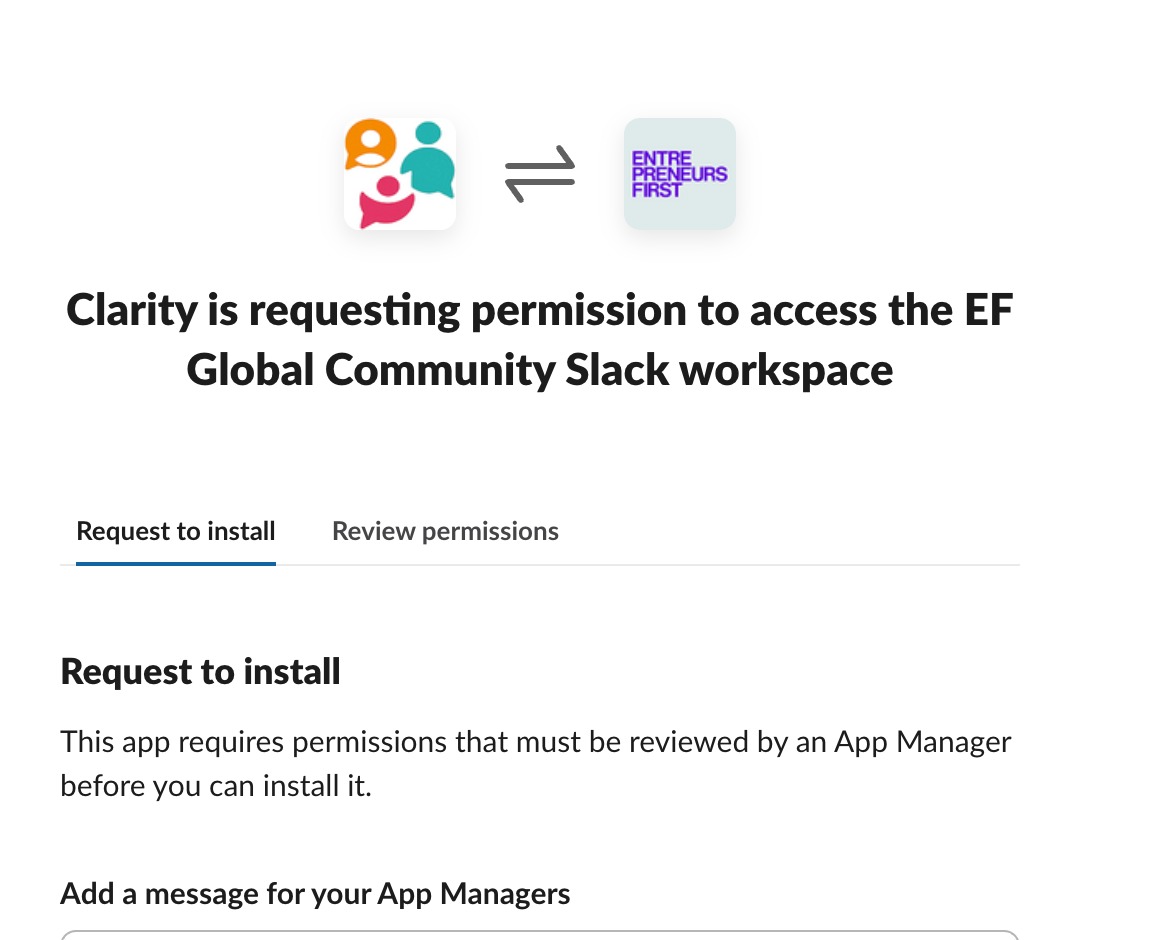 ENTRE
PRENEURS
FIRST
Clarity is requesting permission to access the EF
Global Community Slack workspace
Request to install
Review permissions
Request to install
This app requires permissions that must be reviewed by an App Manager
before you can install it.
Add a message for your App Managers